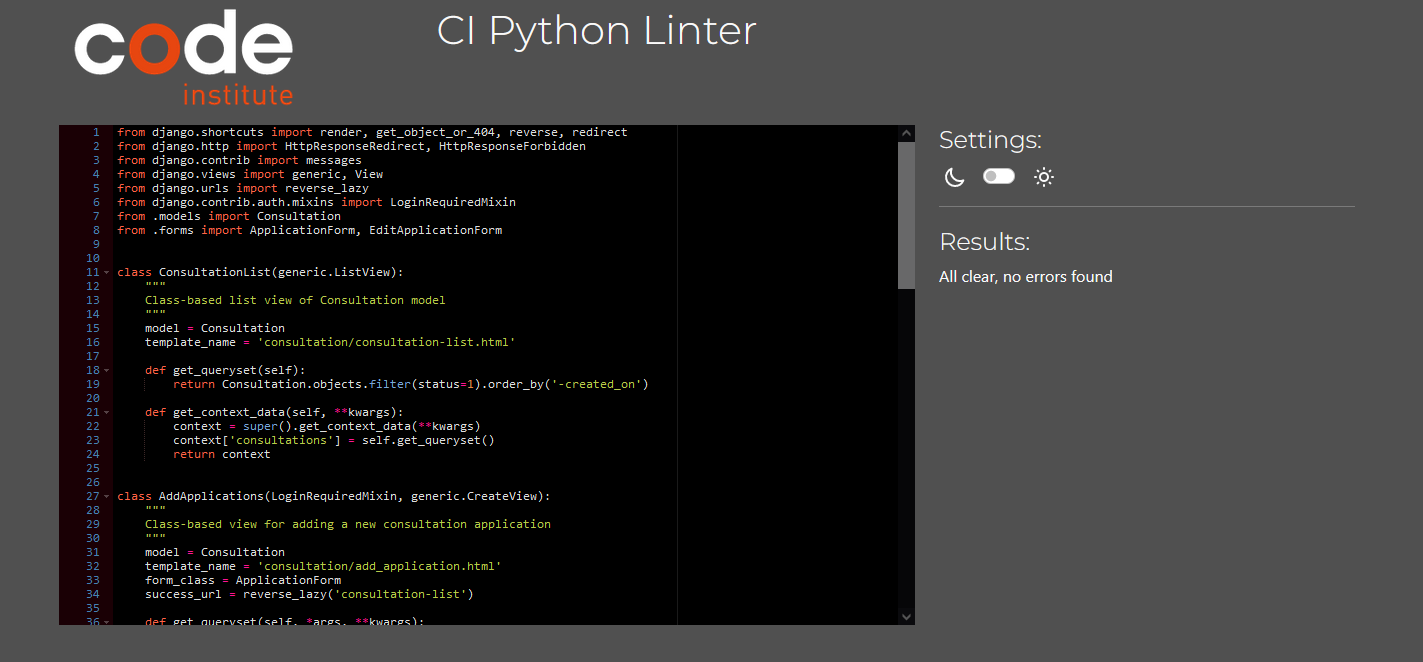 code
institute
CI Python Linter
1 from django.shortcuts import render, get_object_or_404, reverse, redirect
2 from django.http import HttpResponseRedirect, HttpResponseForbidden
3 from django.contrib import messages
4 from django.views import generic, View
5 from django.urls import reverse_lazy
6 from django.contrib.auth.mixins import LoginRequiredMixin
7 from .models import Consultation
8 from .forms import ApplicationForm, EditApplicationForm
9
10
11 class ConsultationList(generic.ListView):
12     """
13     Class-based list view of Consultation model
14     """
15     model = Consultation
16     template_name = 'consultation/consultation-list.html'
17
18     def get_queryset(self):
19         return Consultation.objects.filter(status=1).order_by('-created_on')
20
21     def get_context_data(self, **kwargs):
22         context = super().get_context_data(**kwargs)
23         context['consultations'] = self.get_queryset()
24         return context
25
26
27 class AddApplications(LoginRequiredMixin, generic.CreateView):
28     """
29     Class-based view for adding a new consultation application
30     """
31     model = Consultation
32     template_name = 'consultation/add_application.html'
33     form_class = ApplicationForm
34     success_url = reverse_lazy('consultation-list')
35
36     def get_queryset(self, *args, **kwargs):
Settings:
Results:
All clear, no errors found